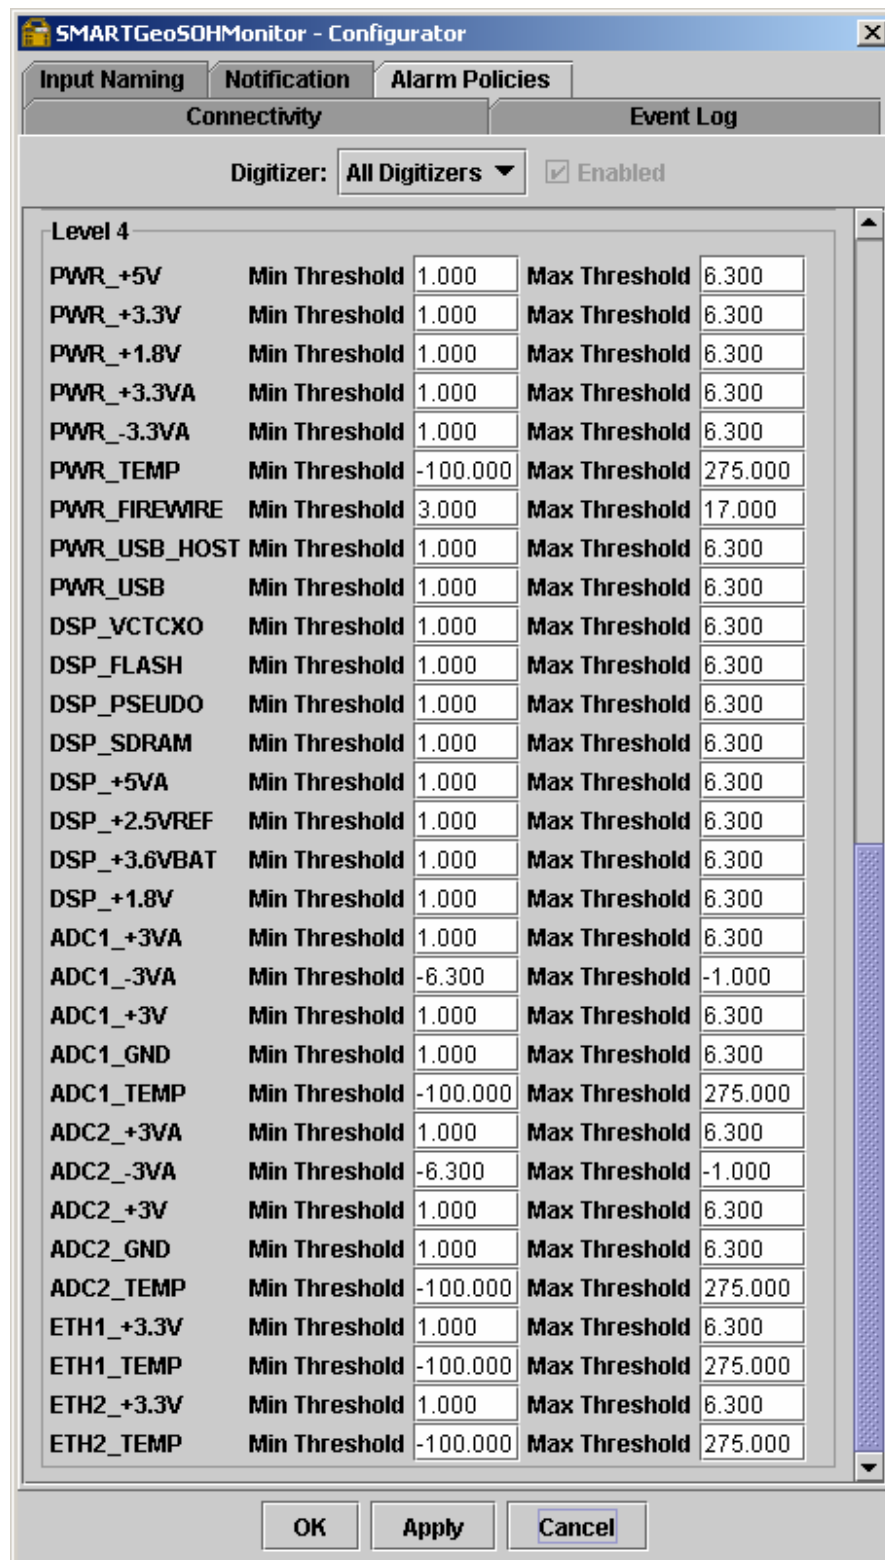 SMARTGeoSOHMonitor - Configurator
Input Naming Notification Alarm Policies
Connectivity Event Log
Digitizer: All Digitizers Enabled
Level 4
PWR_+5V Min Threshold 1.000 Max Threshold 6.300
PWR_+3.3V Min Threshold 1.000 Max Threshold 6.300
PWR_+1.8V Min Threshold 1.000 Max Threshold 6.300
PWR_+3.3VA Min Threshold 1.000 Max Threshold 6.300
PWR_-3.3VA Min Threshold 1.000 Max Threshold 6.300
PWR_TEMP Min Threshold -100.000 Max Threshold 275.000
PWR_FIREWIRE Min Threshold 3.000 Max Threshold 17.000
PWR_USB_HOST Min Threshold 1.000 Max Threshold 6.300
PWR_USB Min Threshold 1.000 Max Threshold 6.300
DSP_VCTCXO Min Threshold 1.000 Max Threshold 6.300
DSP_FLASH Min Threshold 1.000 Max Threshold 6.300
DSP_PSEUDO Min Threshold 1.000 Max Threshold 6.300
DSP_SDRAM Min Threshold 1.000 Max Threshold 6.300
DSP_+5VA Min Threshold 1.000 Max Threshold 6.300
DSP_+2.5VREF Min Threshold 1.000 Max Threshold 6.300
DSP_+3.6VBAT Min Threshold 1.000 Max Threshold 6.300
DSP_+1.8V Min Threshold 1.000 Max Threshold 6.300
ADC1_+3VA Min Threshold 1.000 Max Threshold 6.300
ADC1_-3VA Min Threshold -6.300 Max Threshold -1.000
ADC1_+3V Min Threshold 1.000 Max Threshold 6.300
ADC1_GND Min Threshold 1.000 Max Threshold 6.300
ADC1_TEMP Min Threshold -100.000 Max Threshold 275.000
ADC2_+3VA Min Threshold 1.000 Max Threshold 6.300
ADC2_-3VA Min Threshold -6.300 Max Threshold -1.000
ADC2_+3V Min Threshold 1.000 Max Threshold 6.300
ADC2_GND Min Threshold 1.000 Max Threshold 6.300
ADC2_TEMP Min Threshold -100.000 Max Threshold 275.000
ETH1_+3.3V Min Threshold 1.000 Max Threshold 6.300
ETH1_TEMP Min Threshold -100.000 Max Threshold 275.000
ETH2_+3.3V Min Threshold 1.000 Max Threshold 6.300
ETH2_TEMP Min Threshold -100.000 Max Threshold 275.000
OK Apply Cancel